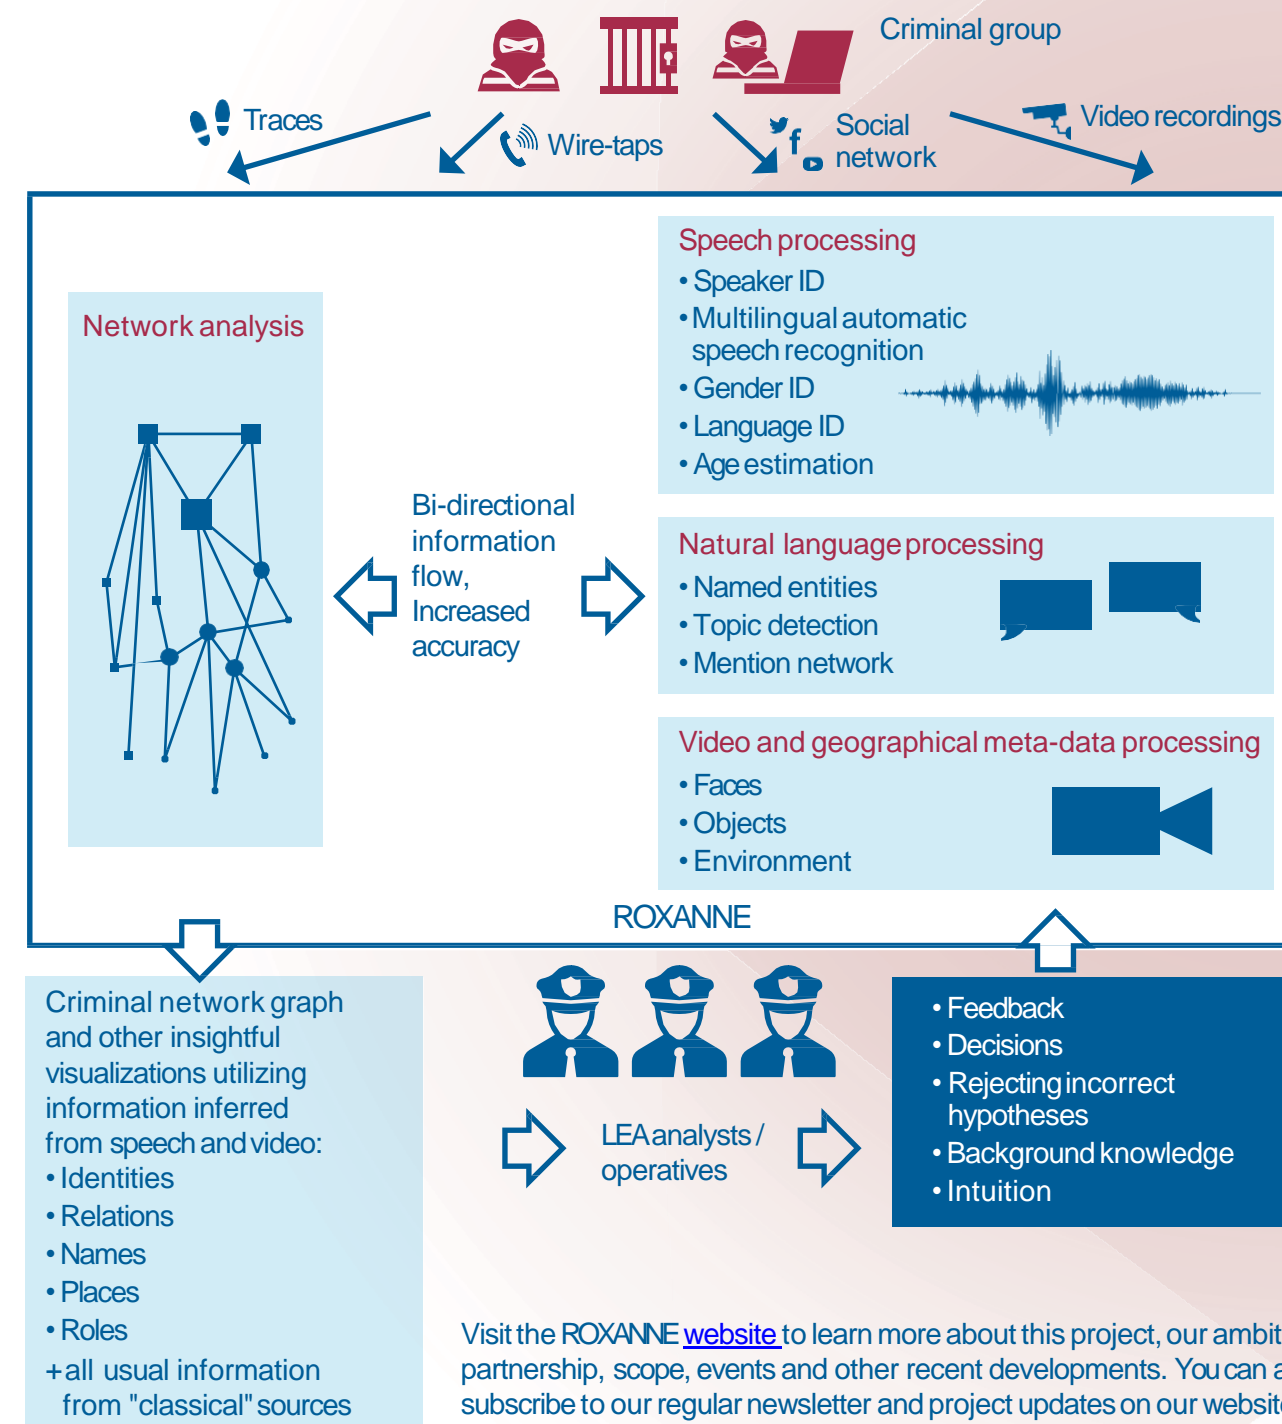 Criminal group
Traces
Wire-taps
Social
network
Video recordings
Network analysis
Bi-directional
information
flow,
Increased
accuracy
Speech processing
• Speaker ID
• Multilingual automatic
speech recognition
• Gender ID
• Language ID
• Age estimation
Natural language processing
• Named entities
• Topic detection
• Mention network
Video and geographical meta-data processing
• Faces
• Objects
• Environment
ROXANNE
Criminal network graph
and other insightful
visualizations utilizing
information inferred
from speech and video:
• Identities
• Relations
• Names
• Places
• Roles
+ all usual information
from "classical" sources
LEA analysts /
operatives
• Feedback
• Decisions
• Rejecting incorrect
hypotheses
• Background knowledge
• Intuition
Visit the ROXANNE website to learn more about this project, our
partnership, scope, events and other recent developments. You can
subscribe to our regular newsletter and project updates on our website